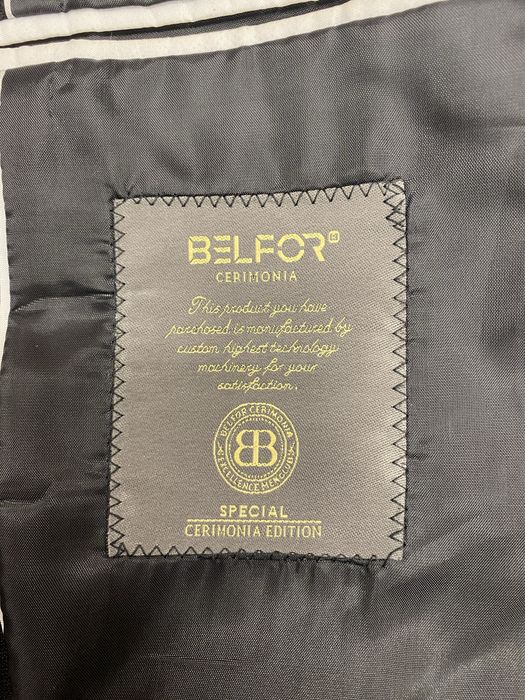 BELFOR®
CERIMONIA
This product you have
purchased is manufactured by
custom highest technology
machinery for your
satisfaction.
BELFOR CERIMONIA
BB
EXCELLENCE MENGUARD
SPECIAL
CERIMONIA EDITION